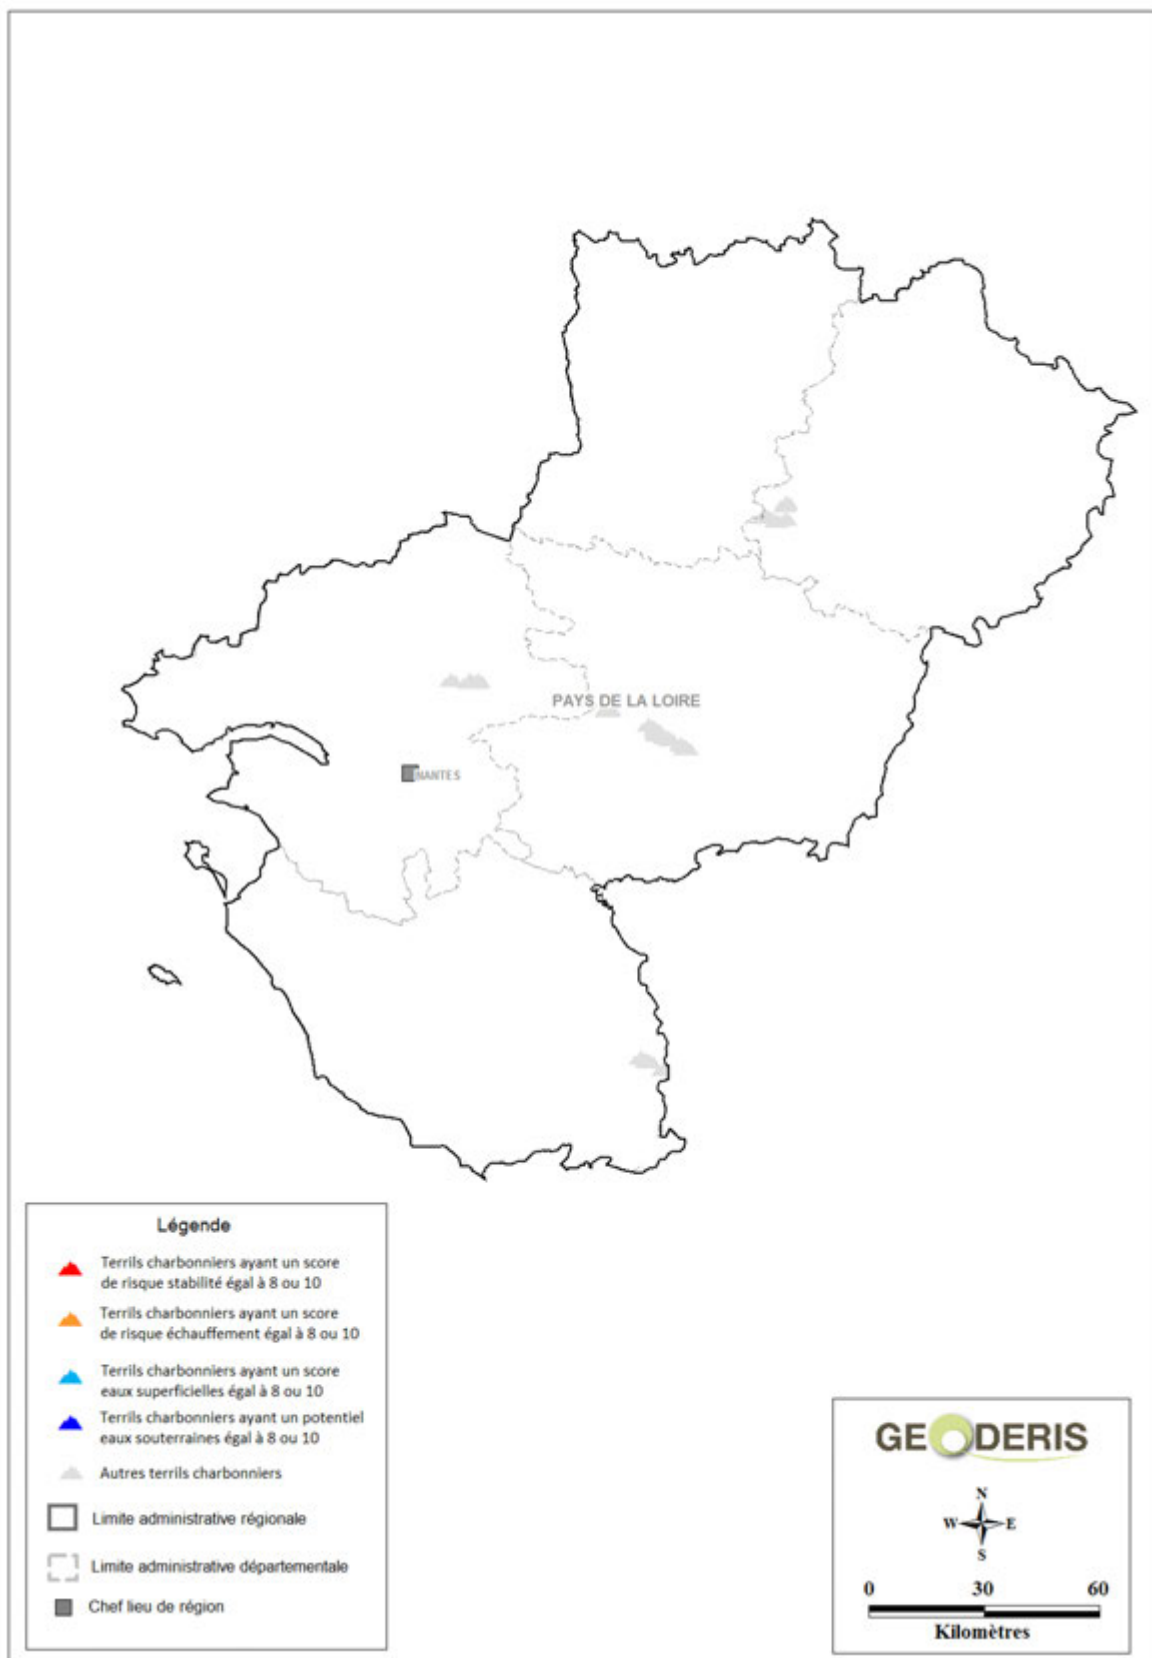 PAYS DE LA LOIRE
NANTES
Légende
Terrils charbonniers ayant un score
de risque stabilité égal à 8 ou 10
Terrils charbonniers ayant un score
de risque échauffement égal à 8 ou 10
Terrils charbonniers ayant un score
eaux superficielles égal à 8 ou 10
Terrils charbonniers ayant un potentiel
eaux souterraines égal à 8 ou 10
Autres terrils charbonniers
Limite administrative régionale
Limite administrative départementale
Chef lieu de région
GEODERIS
N
W E
S
0 30 60
Kilomètres